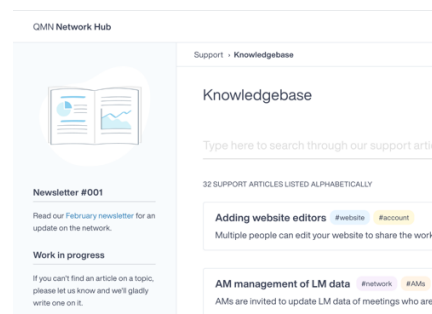 QMN Network Hub
Support › Knowledgebase
Knowledgebase
Type here to search through our support arti
32 SUPPORT ARTICLES LISTED ALPHABETICALLY
Adding website editors #website #account
Multiple people can edit your website to share the work
AM management of LM data #network #AMs
AMs are invited to update LM data of meetings who are
Newsletter #001
Read our February newsletter for an
update on the network.
Work in progress
If you can't find an article on a topic,
please let us know and we'll gladly
write one on it.